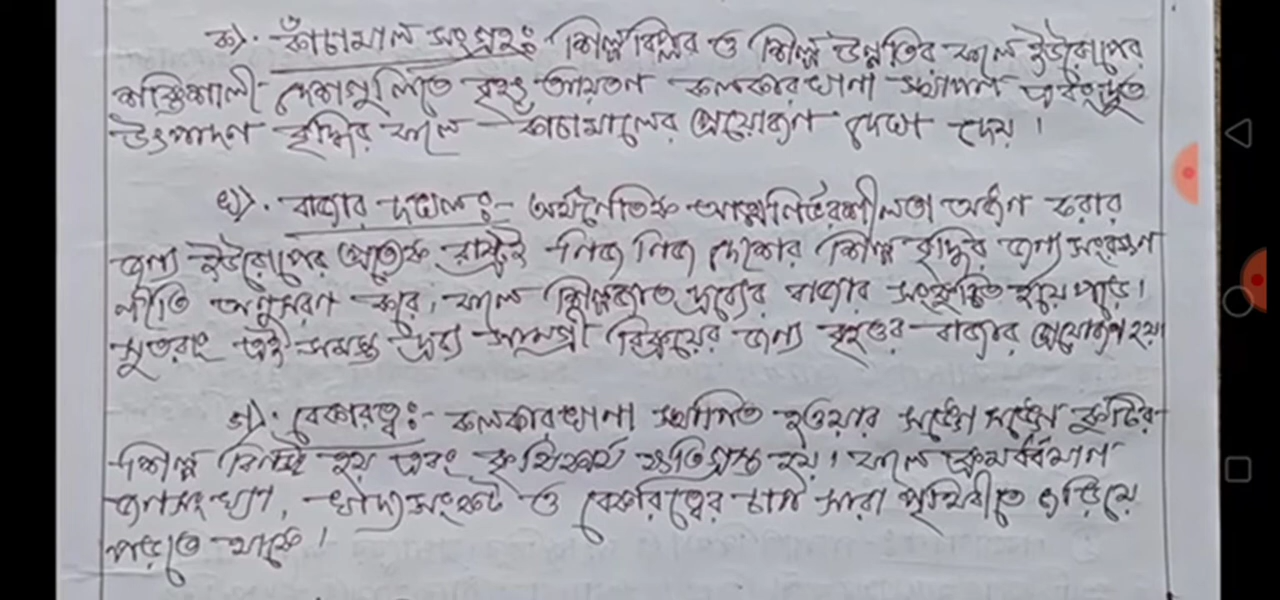 ক). কাঁচামাল সংগ্রহঃ শিল্প বিপ্লব ও শিল্প উন্নতির ফলে ইউরোপের
শক্তিশালী দেশগুলিতে বৃহৎ আয়তন কলকারখানা স্থাপন এবং দ্রুত
উৎপাদন বৃদ্ধির ফলে কাঁচামালের প্রয়োজন দেখা দেয়।
খ). বাজার দখলঃ- অর্থনৈতিক আত্মনির্ভরশীলতা অর্জন করার
জন্য ইউরোপের প্রত্যেক রাষ্ট্রই নিজ নিজ দেশের শিল্প বৃদ্ধির জন্য সংরক্ষণ
নীতি অনুসরণ করে, ফলে শিল্পজাত দ্রব্যের বাজার সংকুচিত হয়ে পড়ে।
সুতরাং এই সমস্ত দ্রব্য সামগ্রী বিক্রয়ের জন্য বৃহত্তর বাজার প্রয়োজন হয়।
গ). বেকারত্বঃ- কলকারখানা স্থাপিত হওয়ার সঙ্গে সঙ্গে কুটির
শিল্প বিনষ্ট হয় এবং কৃষিকার্য ক্ষতিগ্রস্ত হয়। ফলে ক্রমবর্ধমান
জনসংখ্যা, খাদ্যসংকট ও বেকারত্বের চাপ সারা পৃথিবীতে ছড়িয়ে
পড়তে থাকে।